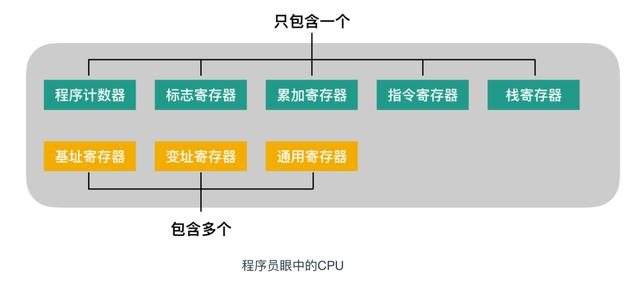 只包含一个
程序计数器 标志寄存器 累加寄存器 指令寄存器 栈寄存器
基址寄存器 变址寄存器 通用寄存器
包含多个
程序员眼中的CPU